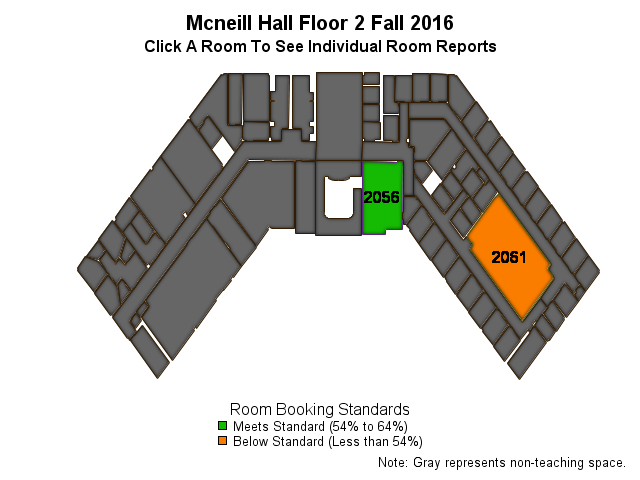 Mcneill Hall Floor 2 Fall 2016
Click A Room To See Individual Room Reports
2056
2061
Room Booking Standards
Meets Standard (54% to 64%)
Below Standard (Less than 54%)
Note: Gray represents non-teaching space.